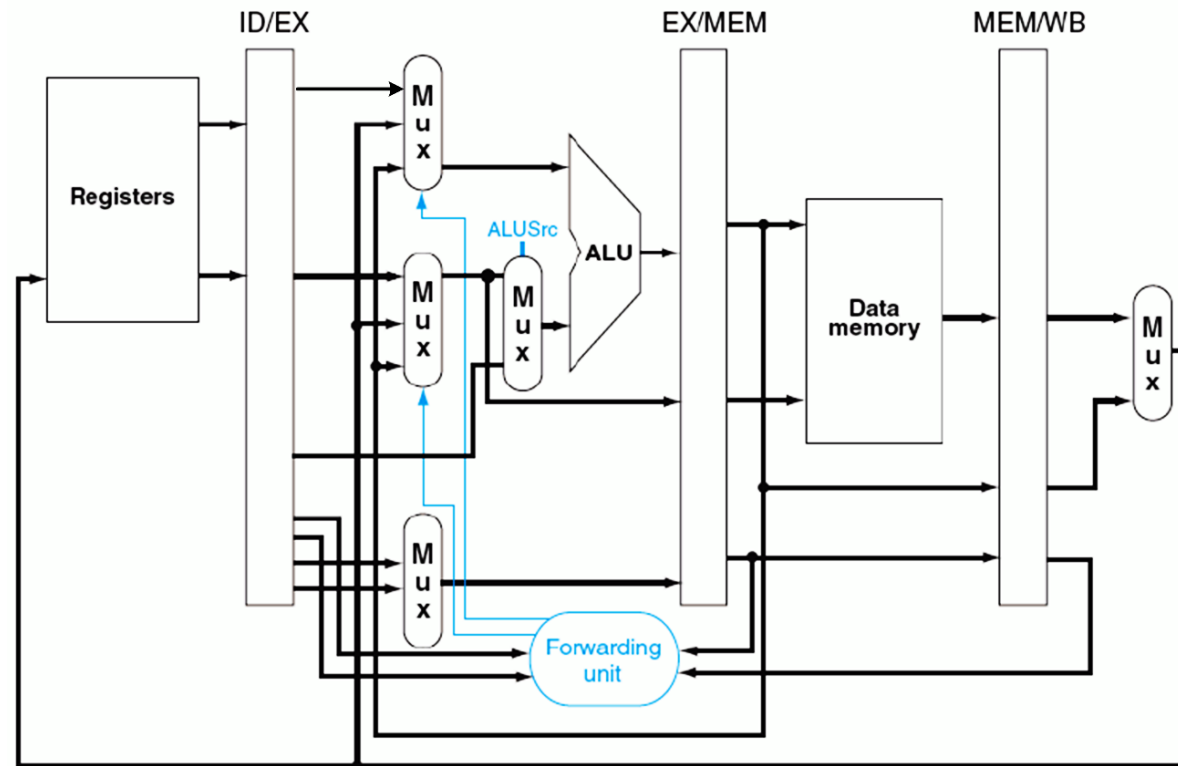 ID/EX
EX/MEM
MEM/WB
M
u
x
Registers
ALUSrc
ALU
M
u
x
M
u
x
Data
memory
M
u
x
M
u
x
Forwarding
unit